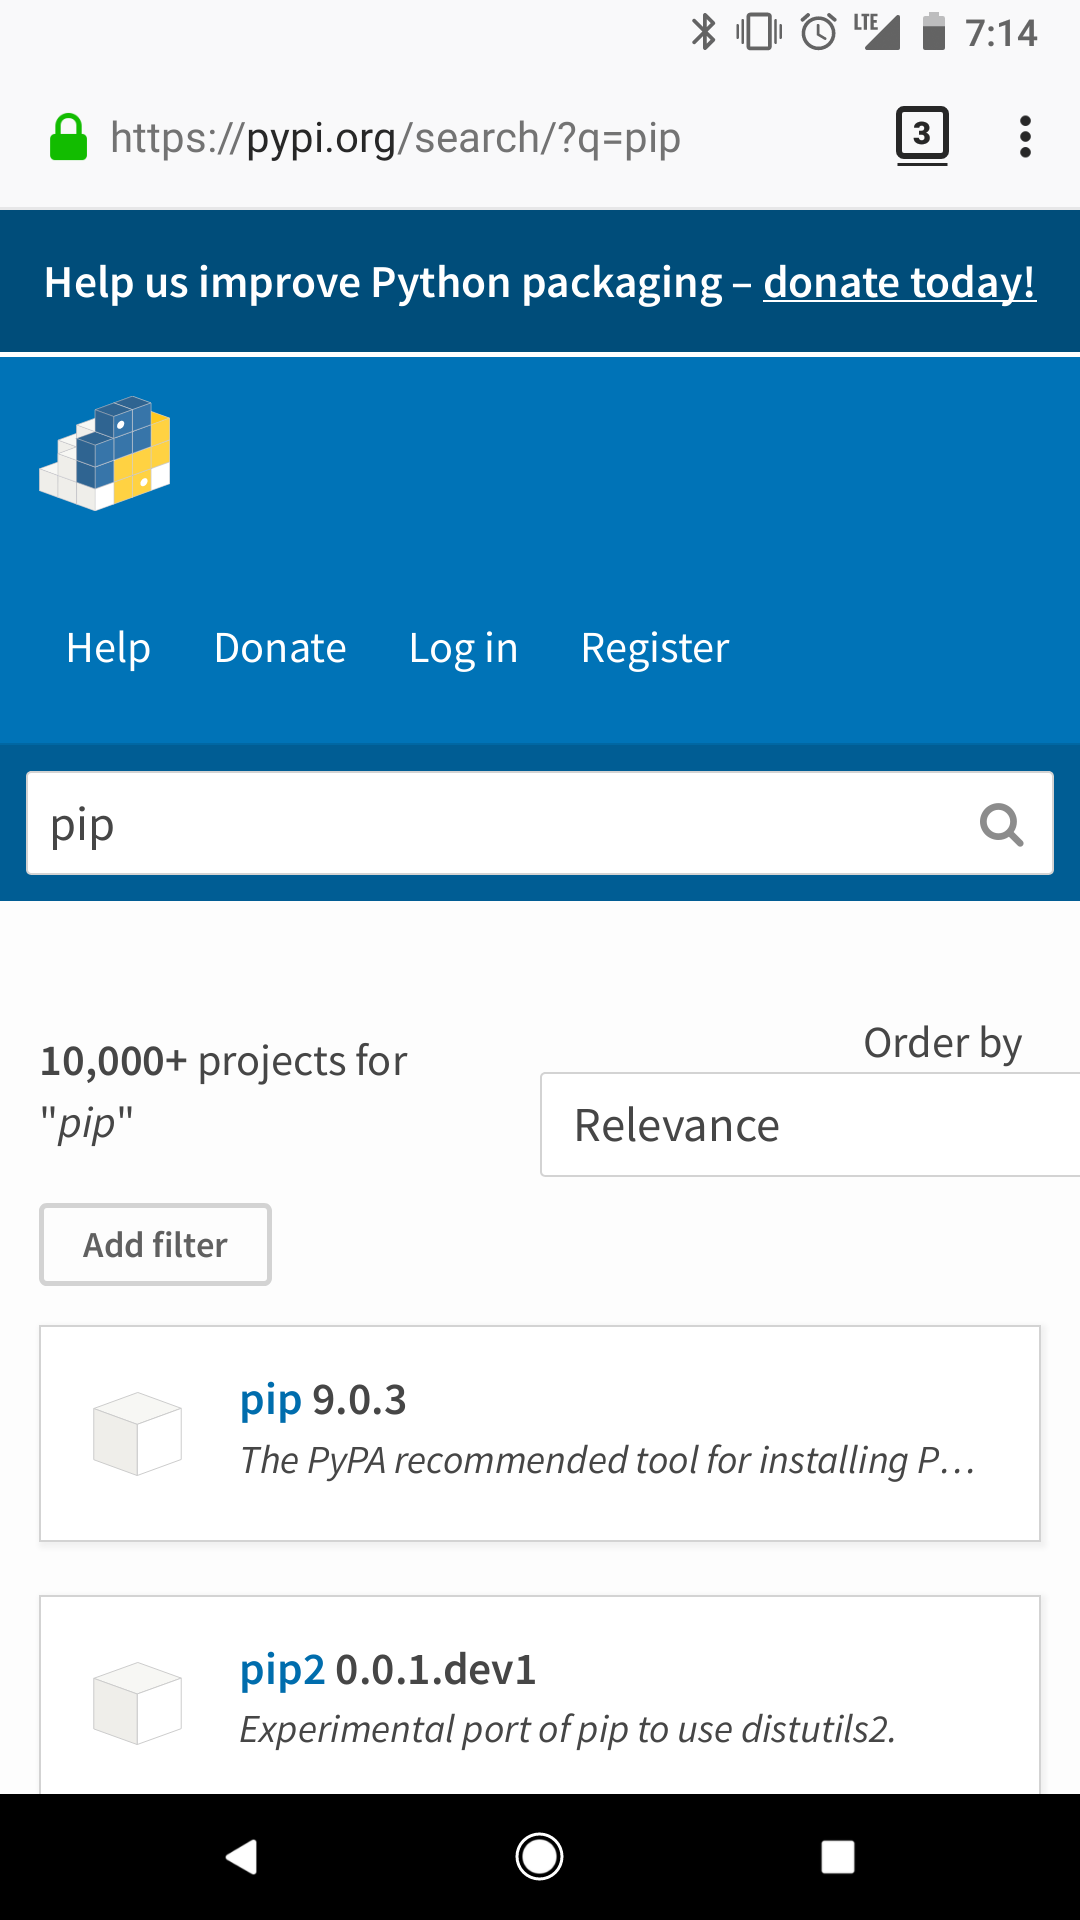 LTE 7:14
https://pypi.org/search/?q=pip 3
Help us improve Python packaging – donate today!
Help Donate Log in Register
pip
Order by
10,000+ projects for
"pip"
Relevance
Add filter
pip 9.0.3
The PyPA recommended tool for installing P…
pip2 0.0.1.dev1
Experimental port of pip to use distutils2.